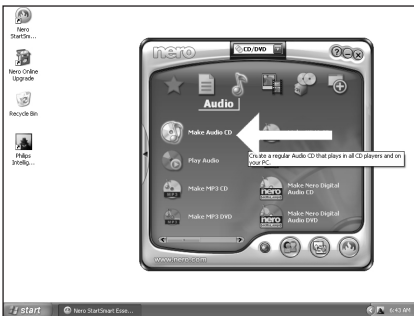 Nero
StartSm...
Nero Online
Upgrade
Recycle Bin
Philips
Intellig...
nero
CD/DVD
Audio
Make Audio CD
Create a regular Audio CD that plays in all CD players and on
your PC.
Play Audio
Make MP3 CD
Make Nero Digital
Audio CD
Make MP3 DVD
Make Nero Digital
Audio DVD
www.nero.com
start
Nero StartSmart Esse...
6:43 AM